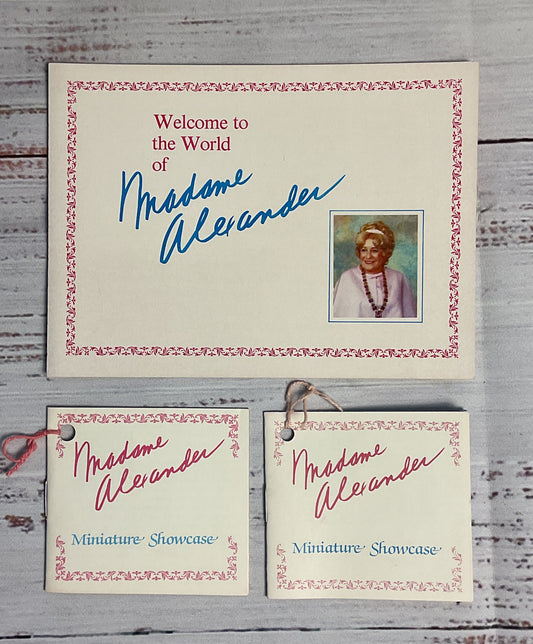 Welcome to
the World
of
Madame
Alexander
Madame
Alexander
Miniature Showcase
Madame
Alexander
Miniature Showcase